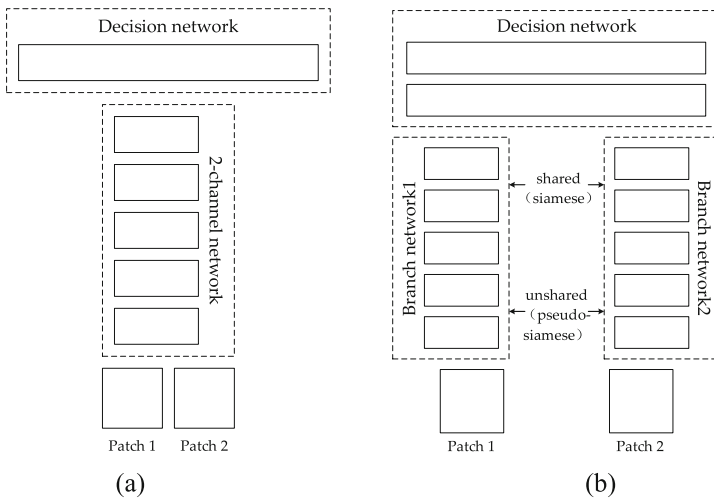 Decision network
2-channel network
Patch 1
Patch 2
(a)
Decision network
Branch network1
shared
（siamese）
unshared
（pseudo-
siamese）
Branch network2
Patch 1
Patch 2
(b)